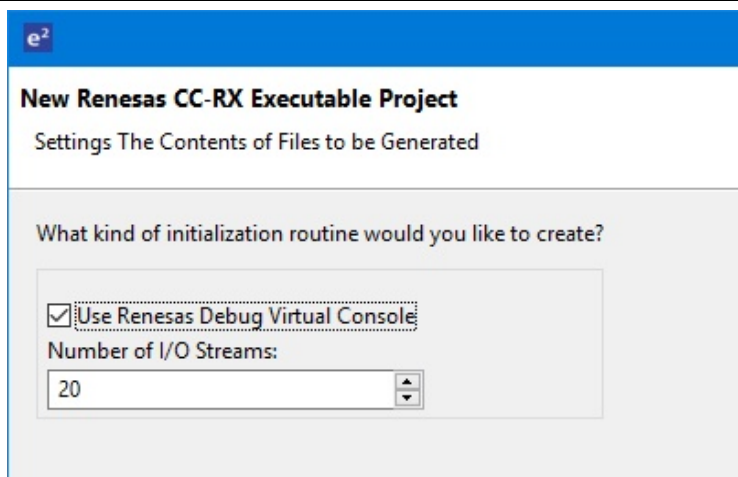 e²
New Renesas CC-RX Executable Project
Settings The Contents of Files to be Generated
What kind of initialization routine would you like to create?
Use Renesas Debug Virtual Console
Number of I/O Streams:
20